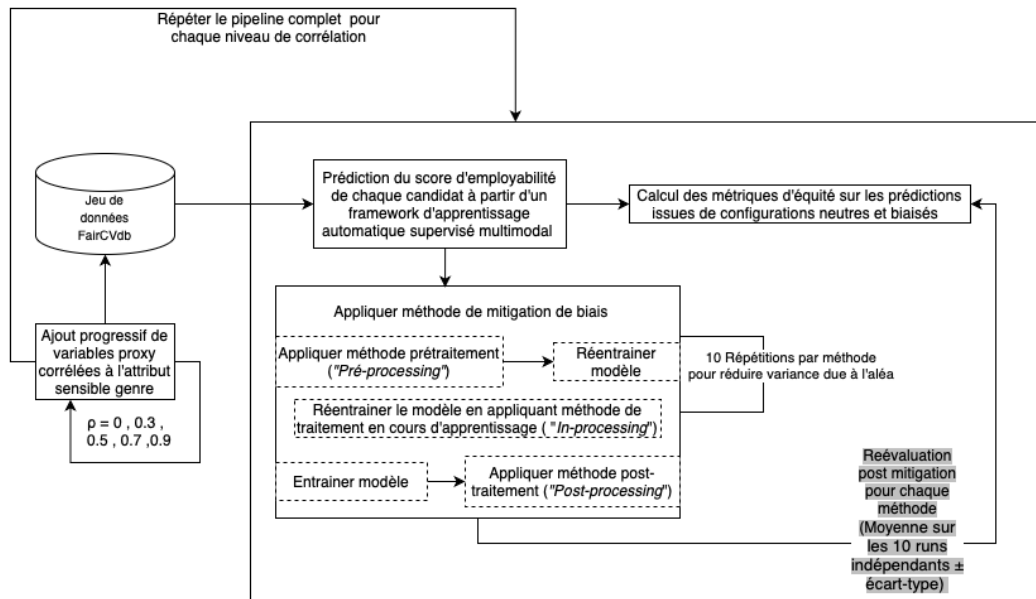 Répéter le pipeline complet pour
chaque niveau de corrélation
Jeu de
données
FairCVdb
Prédiction du score d'employabilité
de chaque candidat à partir d'un
framework d'apprentissage
automatique supervisé multimodal
Calcul des métriques d'équité sur les prédictions
issues de configurations neutres et biaisés
Ajout progressif de
variables proxy
corrélées à l'attribut
sensible genre
ρ = 0 , 0.3 ,
0.5 , 0.7 ,0.9
Appliquer méthode de mitigation de biais
Appliquer méthode prétraitement
("Pré-processing")
Réentrainer
modèle
10 Répétitions par méthode
pour réduire variance due à l'aléa
Réentrainer le modèle en appliquant méthode de
traitement en cours d'apprentissage ( "In-processing")
Entrainer modèle
Appliquer méthode post-
traitement ("Post-processing")
Reévaluation
post mitigation
pour chaque
méthode
(Moyenne sur
les 10 runs
indépendants ±
écart-type)